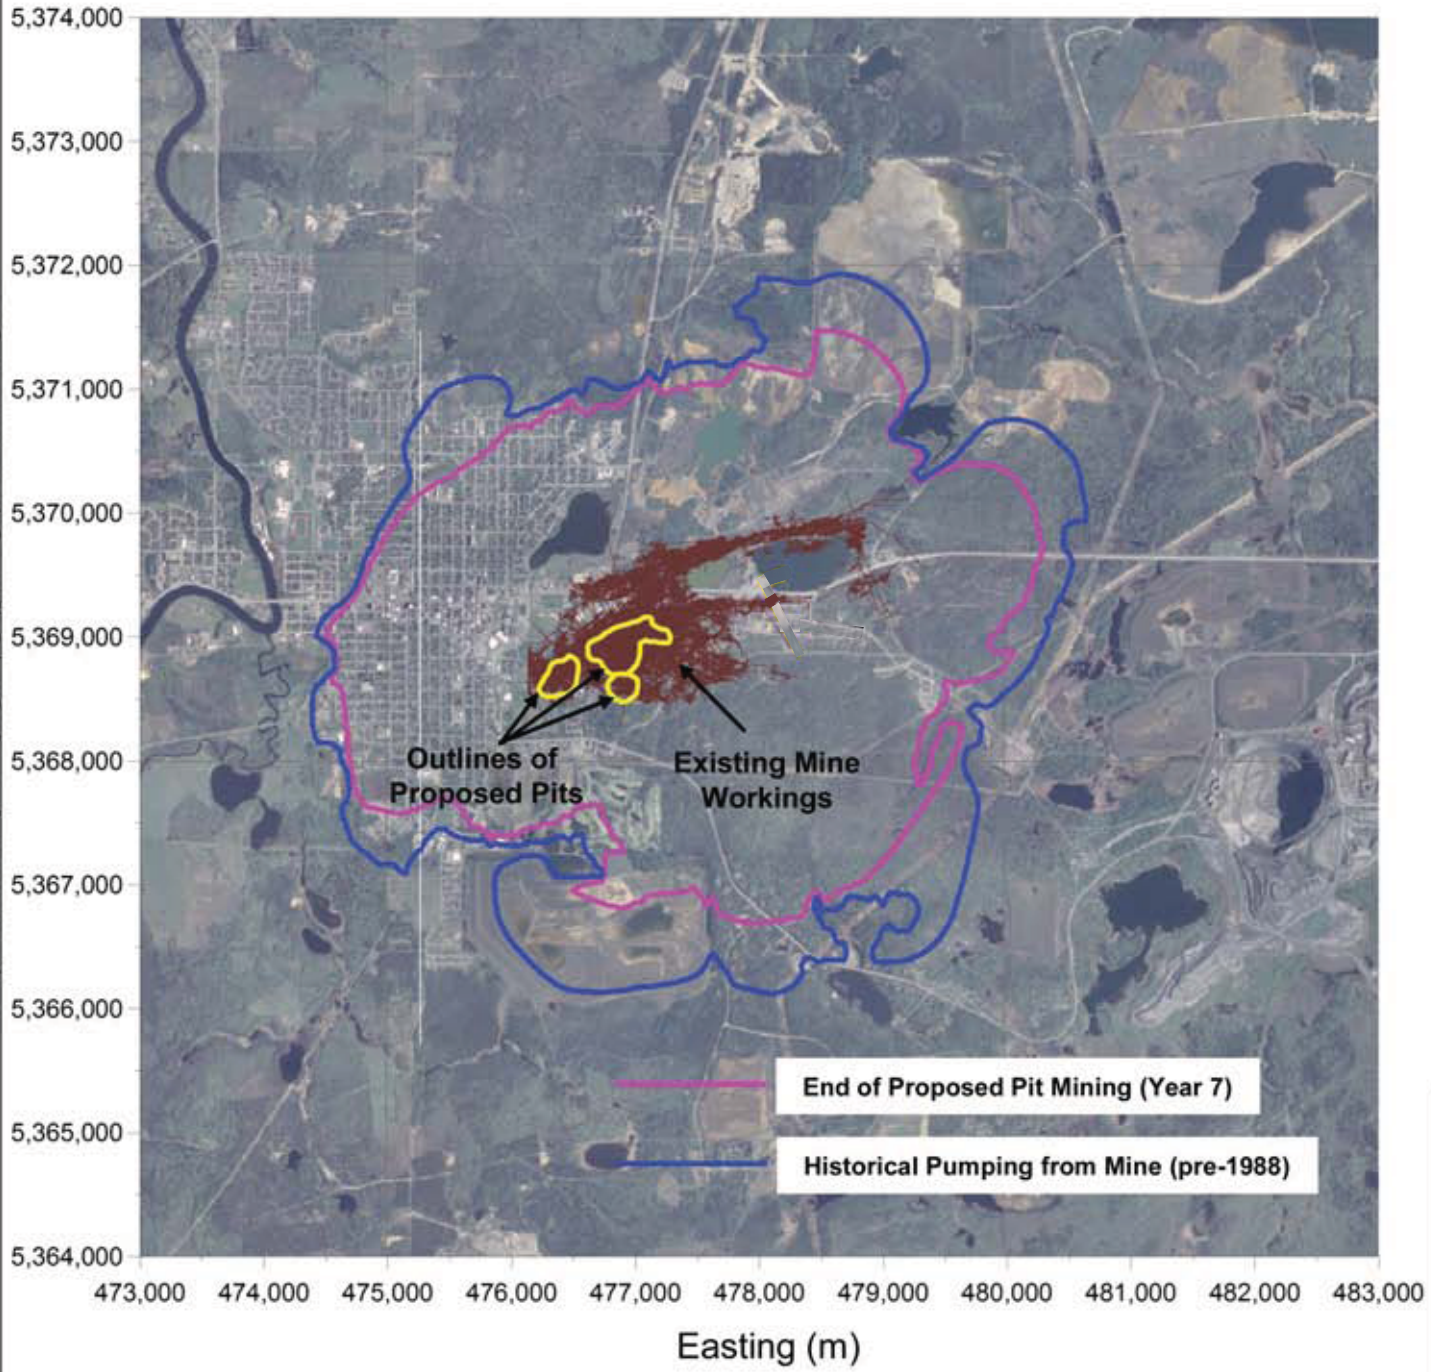 5,374,000
5,373,000
5,372,000
5,371,000
5,370,000
5,369,000
5,368,000
5,367,000
5,366,000
5,365,000
5,364,000
Outlines of
Proposed Pits
Existing Mine
Workings
End of Proposed Pit Mining (Year 7)
Historical Pumping from Mine (pre-1988)
473,000 474,000 475,000 476,000 477,000 478,000 479,000 480,000 481,000 482,000 483,000
Easting (m)